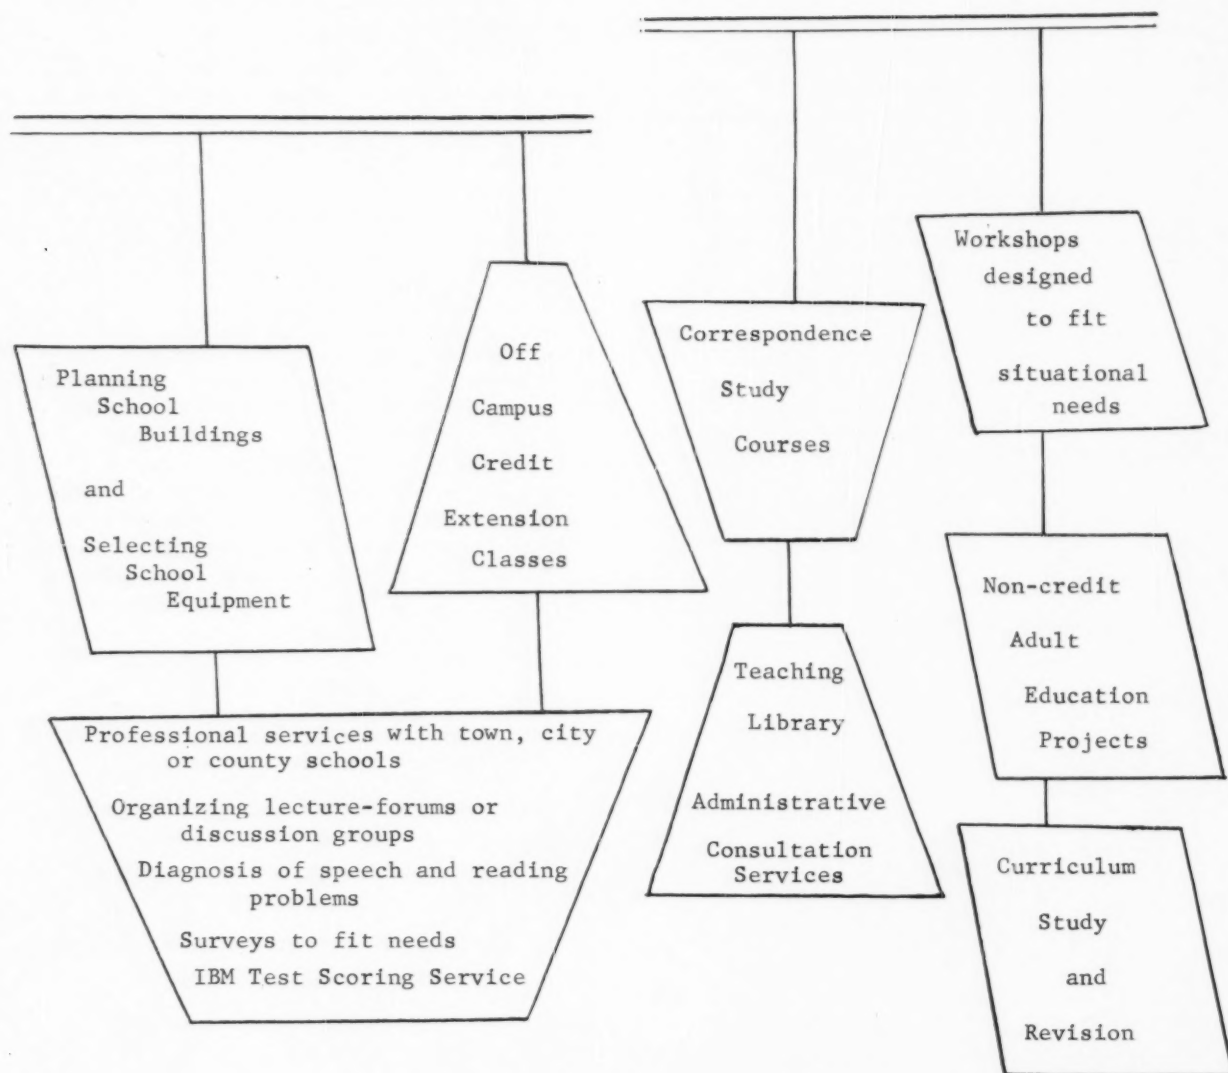 Planning
School
Buildings
and
Selecting
School
Equipment
Off
Campus
Credit
Extension
Classes
Professional services with town, city
or county schools
Organizing lecture-forums or
discussion groups
Diagnosis of speech and reading
problems
Surveys to fit needs
IBM Test Scoring Service
Correspondence
Study
Courses
Teaching
Library
Administrative
Consultation
Services
Workshops
designed
to fit
situational
needs
Non-credit
Adult
Education
Projects
Curriculum
Study
and
Revision